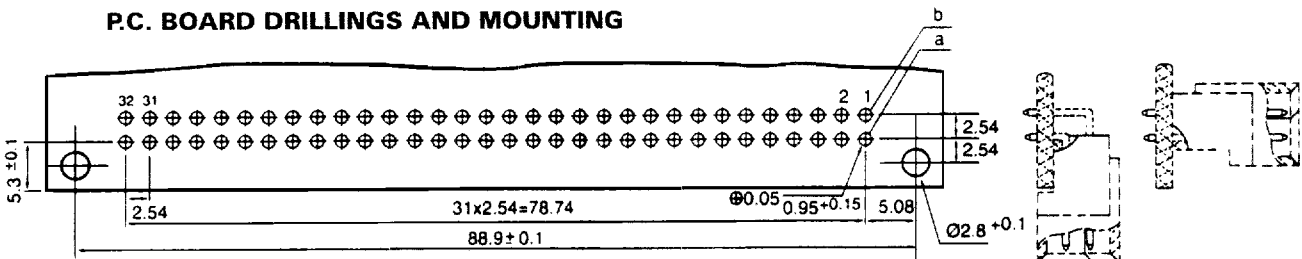 P.C. BOARD DRILLINGS AND MOUNTING
b
a
32 31
2 1
2.54
2.54
5.3 ±0.1
2.54
31x2.54=78.74
⊕0.05
0.95+0.15
5.08
88.9±0.1
Ø2.8+0.1